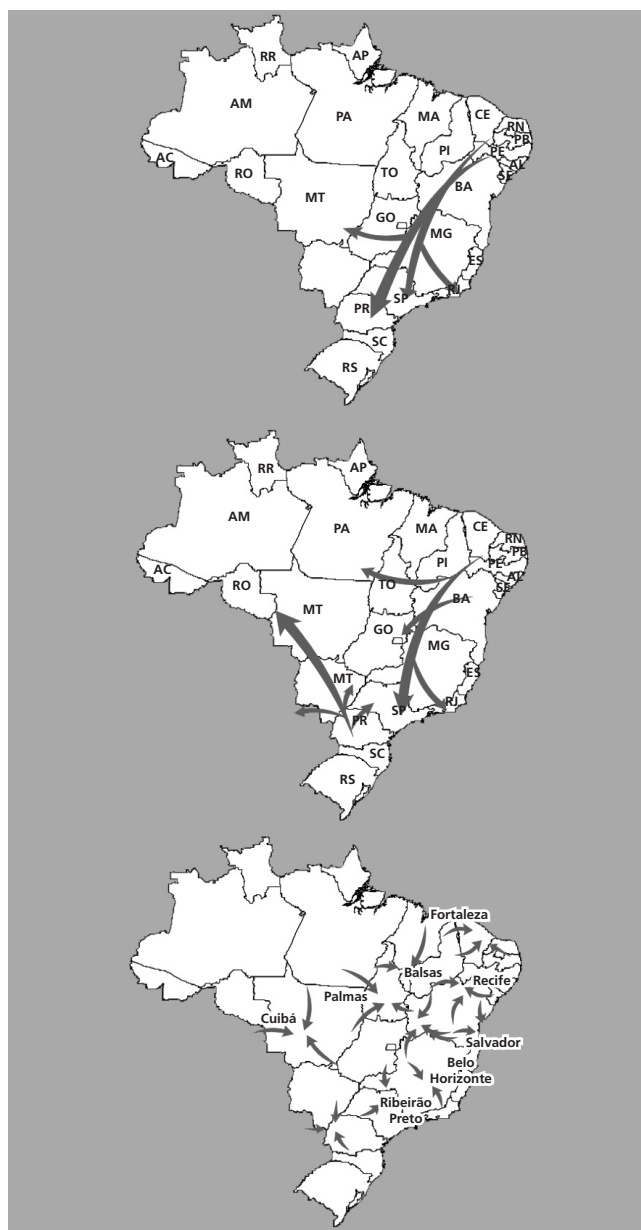 RR
AP
AM
PA
MA
CE
RN
PB
PI
PE
AL
SE
AC
RO
TO
BA
MT
GO
MG
ES
SP
RJ
PR
SC
RS
RR
AP
AM
PA
MA
CE
RN
PB
PI
PE
AL
SE
AC
RO
TO
BA
MT
GO
MG
ES
MT
SP
RJ
PR
SC
RS
Fortaleza
Balsas
Recife
Palmas
Cuibá
Salvador
Belo
Horizonte
Ribeirão
Preto